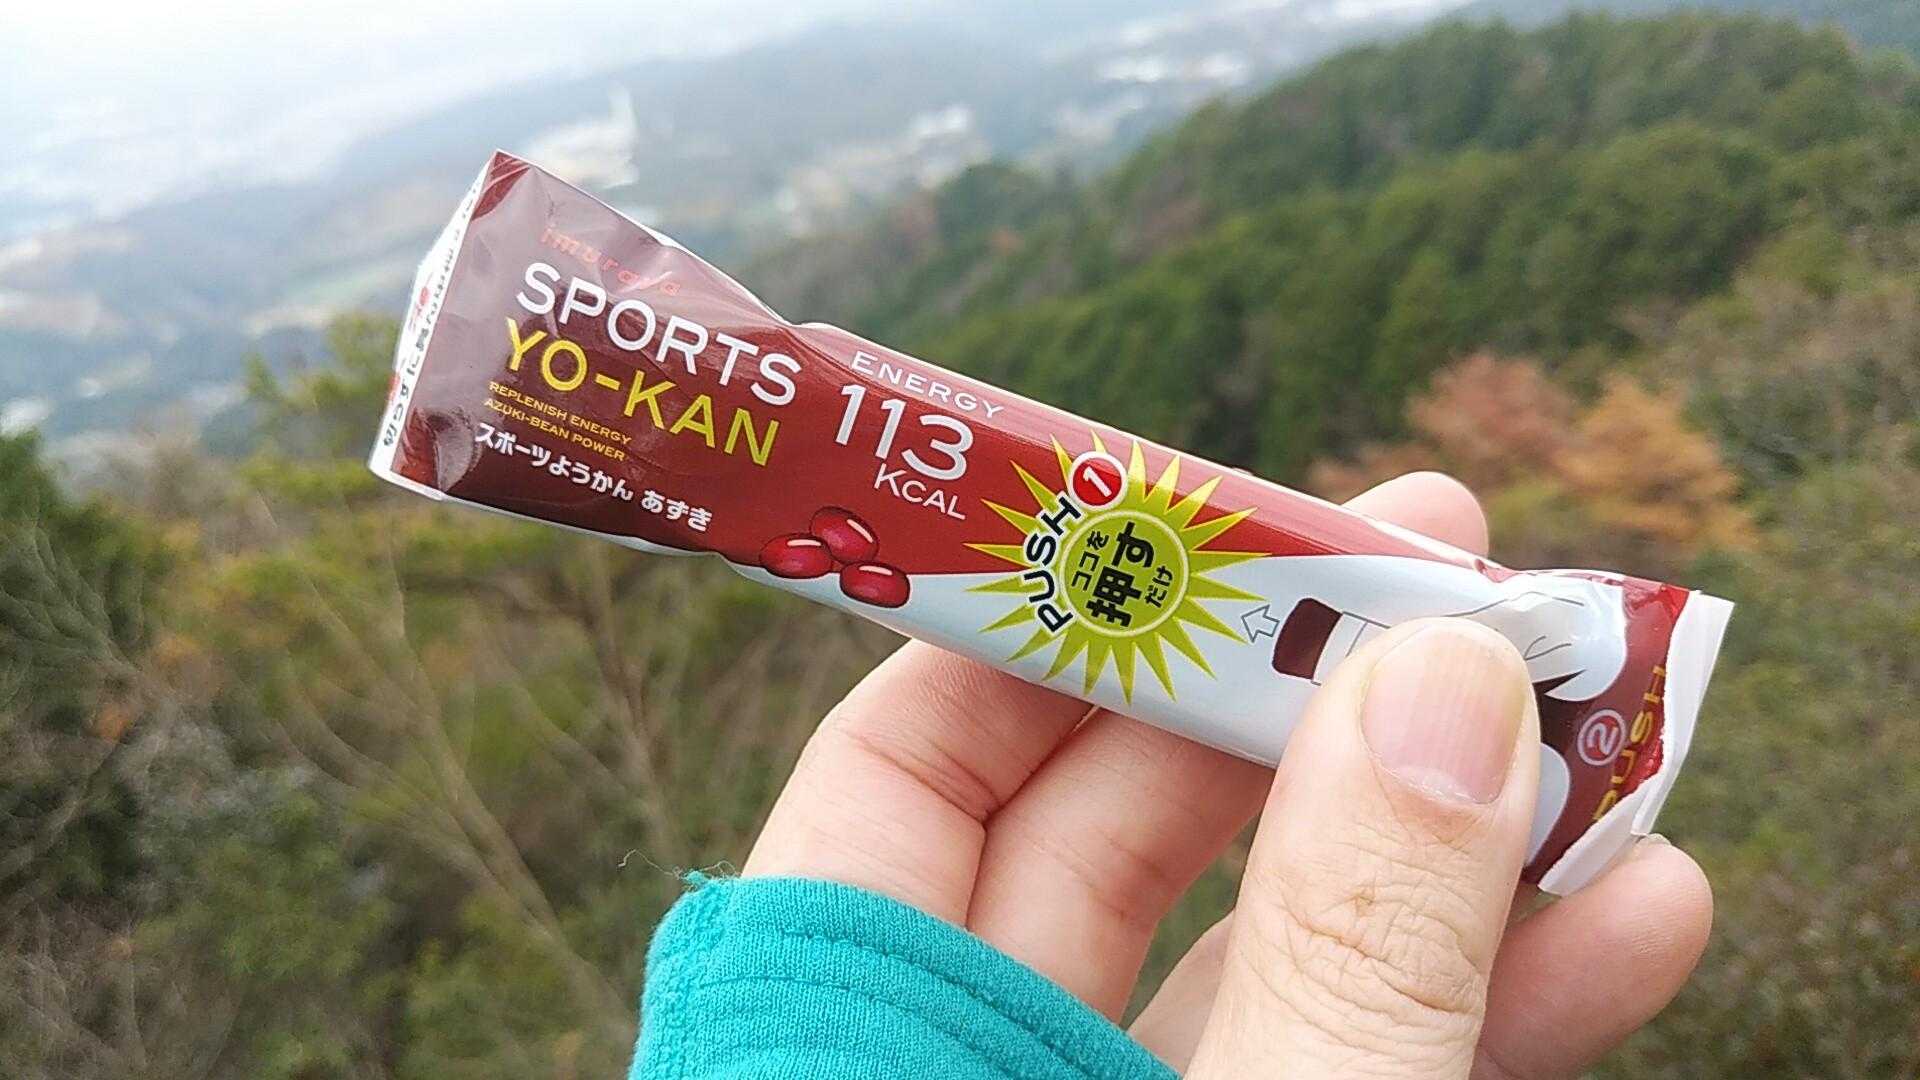 imuraya
SPORTS
YO-KAN
REPLENISH ENERGY
AZUKI-BEAN POWER
スポーツようかん あずき
ENERGY
113
KCAL
PUSH 1
ココを
押す
だけ
2 PUSH